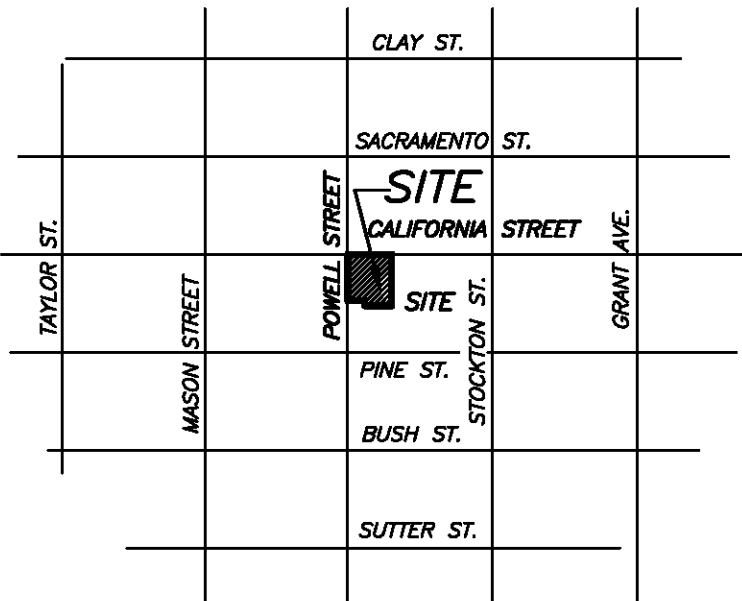 CLAY ST.
SACRAMENTO ST.
SITE
CALIFORNIA STREET
POWELL STREET
TAYLOR ST.
MASON STREET
SITE
STOCKTON ST.
GRANT AVE.
PINE ST.
BUSH ST.
SUTTER ST.